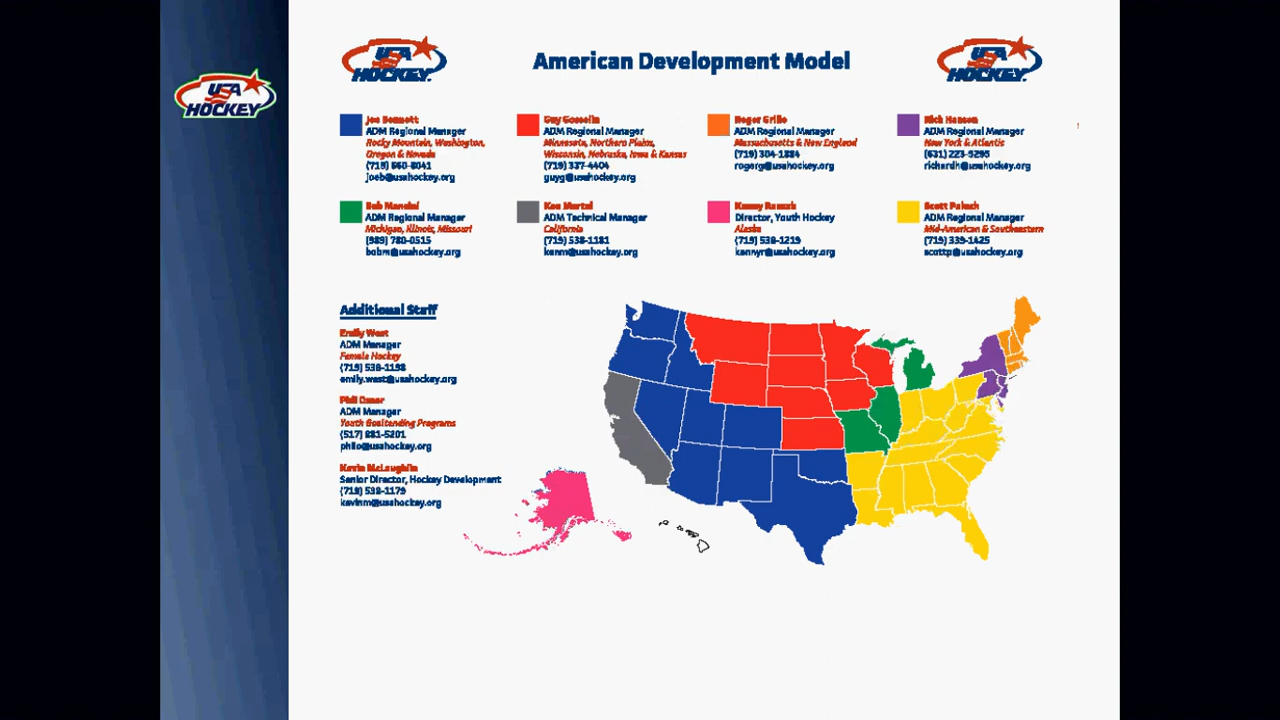 USA
HOCKEY
USA
HOCKEY.
American Development Model
USA
HOCKEY.
Joe Bonnett
ADM Regional Manager
Rocky Mountain, Washington,
Oregon & Nevada
joeb@usahockey.org
Guy Gosselin
ADM Regional Manager
Minnesota, Northern Plains,
Wisconsin, Nebraska, Iowa & Kansas
(719) 337-4404
guyg@usahockey.org
Roger Grillo
ADM Regional Manager
Massachusetts & New England
(719) 304-1884
rogerg@usahockey.org
Rich Hansen
ADM Regional Manager
New York & Atlantic
(631) 223-5295
richardh@usahockey.org
Bob Mancini
ADM Regional Manager
Michigan, Illinois, Missouri
(989) 780-0515
bobm@usahockey.org
Ken Martel
ADM Technical Manager
California
(719) 538-1181
kenm@usahockey.org
Kenny Rausch
Director, Youth Hockey
Alaska
(719) 538-1219
kennyr@usahockey.org
Scott Paluch
ADM Regional Manager
Mid-American & Southeastern
(719) 339-1425
scottp@usahockey.org
Additional Staff
Emily West
ADM Manager
Female Hockey
(719) 538-1198
emily.west@usahockey.org
Phil Osaer
ADM Manager
Youth Goaltending Programs
(517) 881-5201
philo@usahockey.org
Kevin McLaughlin
Senior Director, Hockey Development
(719) 538-1179
kevinm@usahockey.org